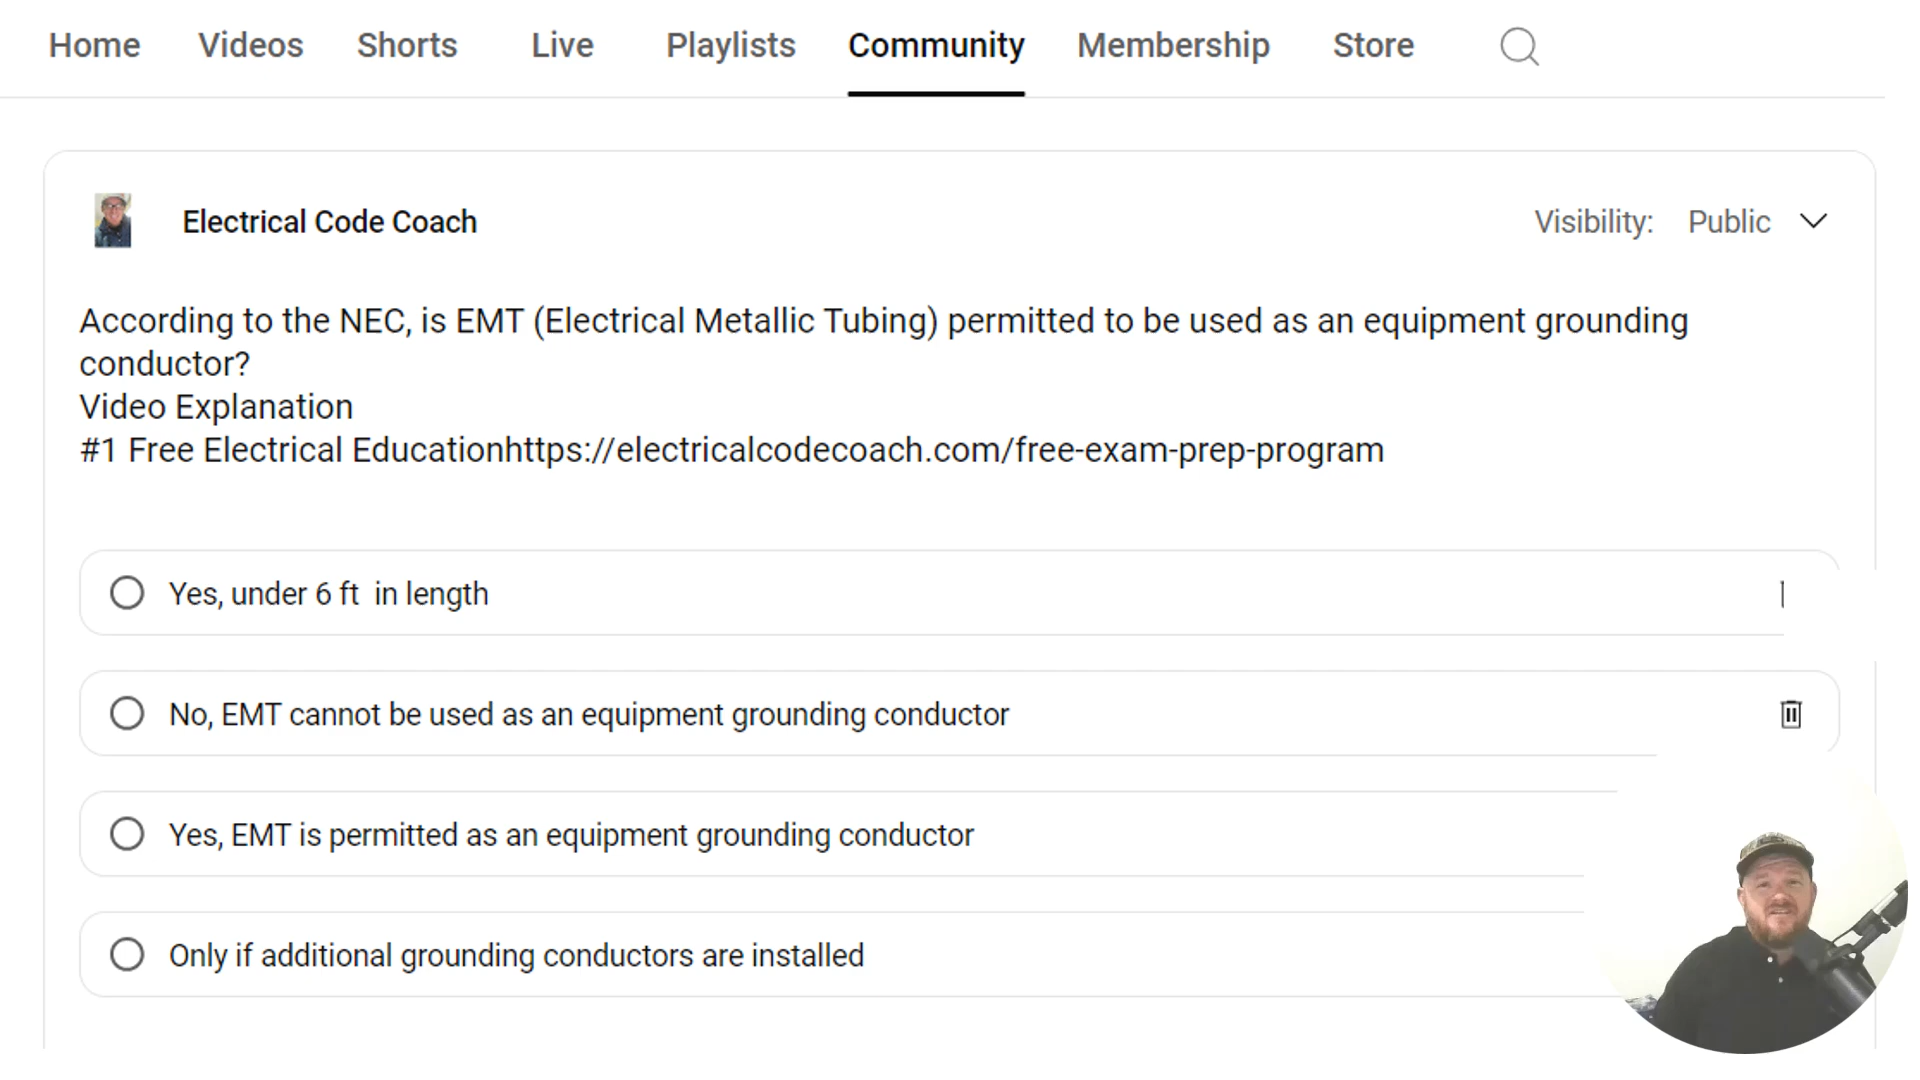 Home Videos Shorts Live Playlists Community Membership Store
Electrical Code Coach
Visibility: Public
According to the NEC, is EMT (Electrical Metallic Tubing) permitted to be used as an equipment grounding
conductor?
Video Explanation
#1 Free Electrical Educationhttps://electricalcodecoach.com/free-exam-prep-program
Yes, under 6 ft in length
No, EMT cannot be used as an equipment grounding conductor
Yes, EMT is permitted as an equipment grounding conductor
Only if additional grounding conductors are installed